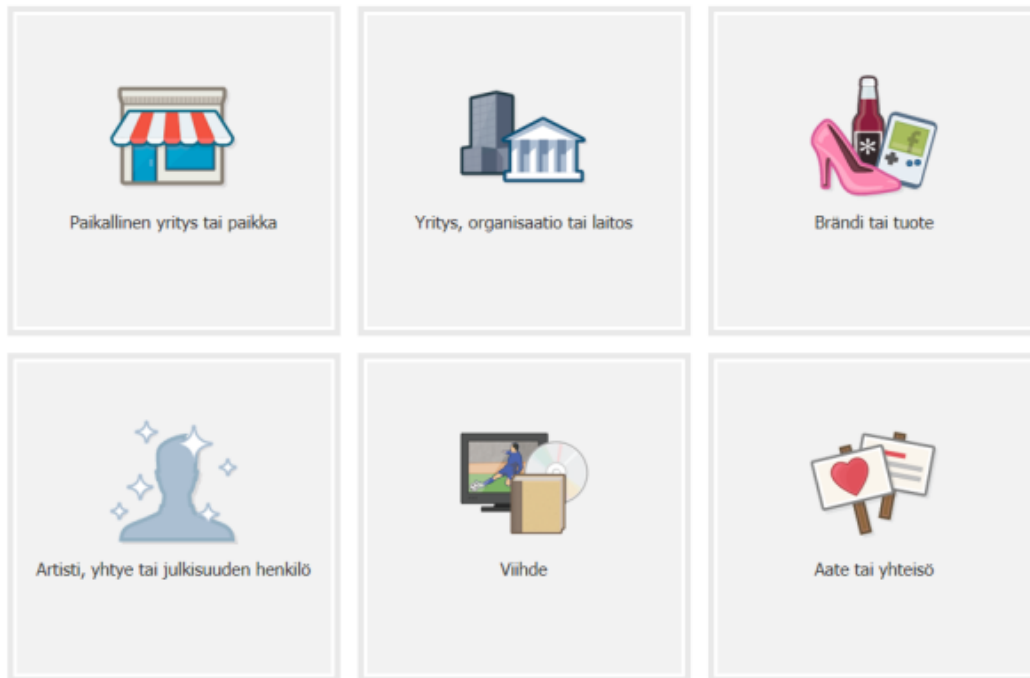 Paikallinen yritys tai paikka
Yritys, organisaatio tai laitos
Brändi tai tuote
Artisti, yhtye tai julkisuuden henkilö
Viihde
Aate tai yhteisö